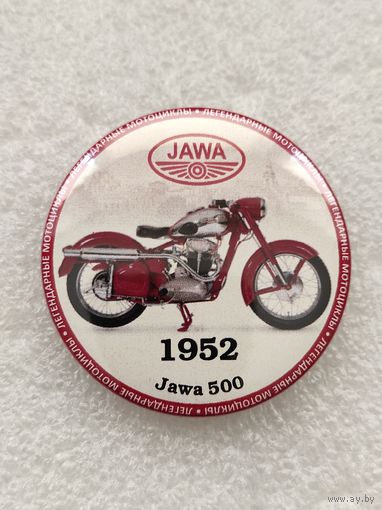 • ЛЕГЕНДАРНЫЕ МОТОЦИКЛЫ • ЛЕГЕНДАРНЫЕ МОТОЦИКЛЫ • ЛЕГЕНДАРНЫЕ МОТОЦИКЛЫ • ЛЕГЕНДАРНЫЕ МОТОЦИКЛЫ
JAWA
1952
Jawa 500
www.ay.by